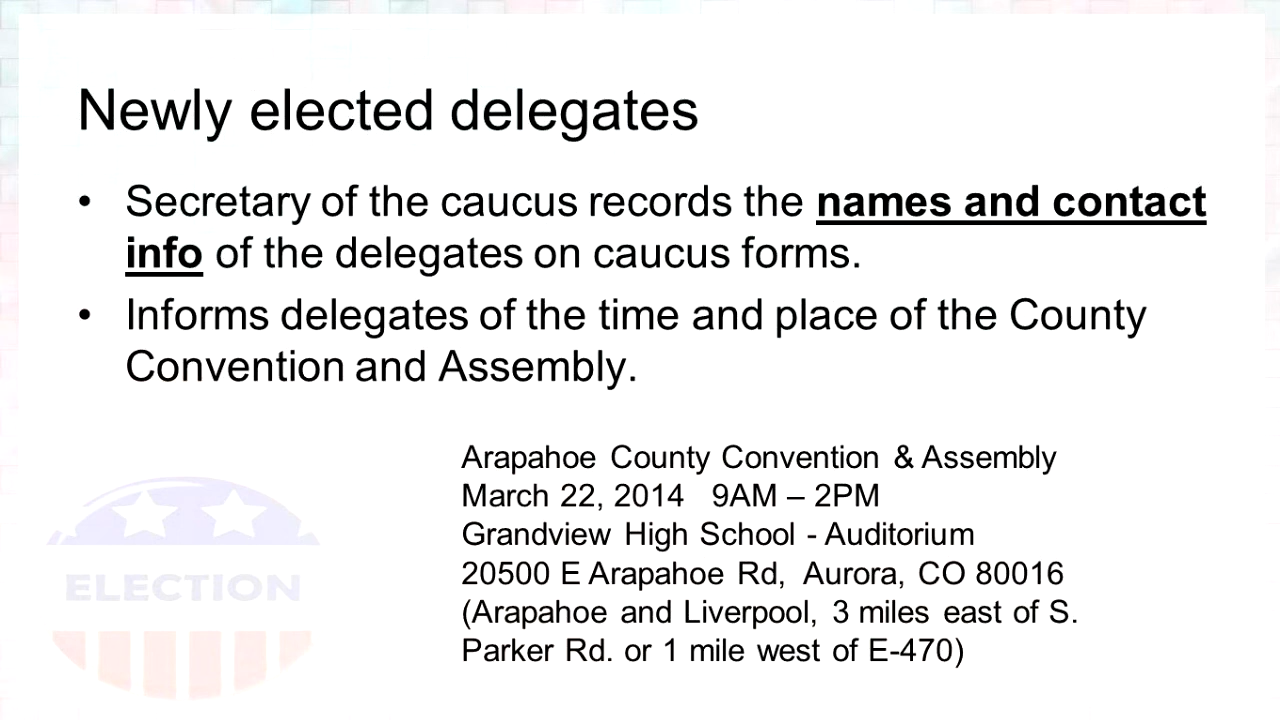 Newly elected delegates
• Secretary of the caucus records the names and contact
info of the delegates on caucus forms.
• Informs delegates of the time and place of the County
Convention and Assembly.
Arapahoe County Convention & Assembly
March 22, 2014 9AM – 2PM
Grandview High School - Auditorium
20500 E Arapahoe Rd, Aurora, CO 80016
(Arapahoe and Liverpool, 3 miles east of S.
Parker Rd. or 1 mile west of E-470)
ELECTION